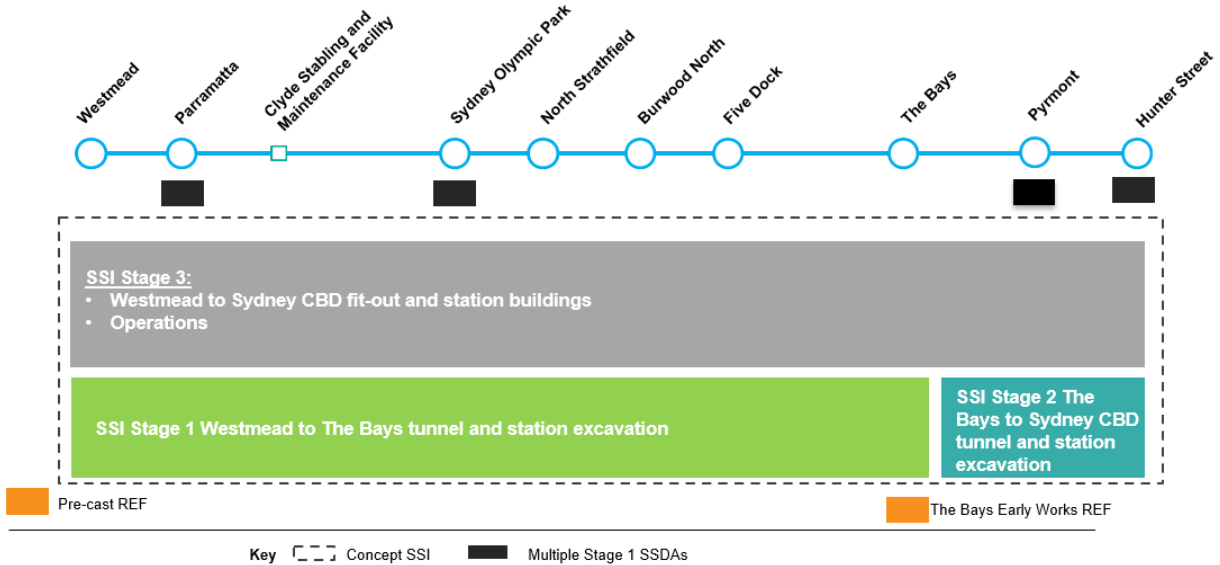 Westmead
Parramatta
Clyde Stabling and
Maintenance Facility
Sydney Olympic Park
North Strathfield
Burwood North
Five Dock
The Bays
Pyrmont
Hunter Street
SSI Stage 3:
• Westmead to Sydney CBD fit-out and station buildings
• Operations
SSI Stage 1 Westmead to The Bays tunnel and station excavation
SSI Stage 2 The
Bays to Sydney CBD
tunnel and station
excavation
Pre-cast REF
The Bays Early Works REF
Key Concept SSI Multiple Stage 1 SSDAs